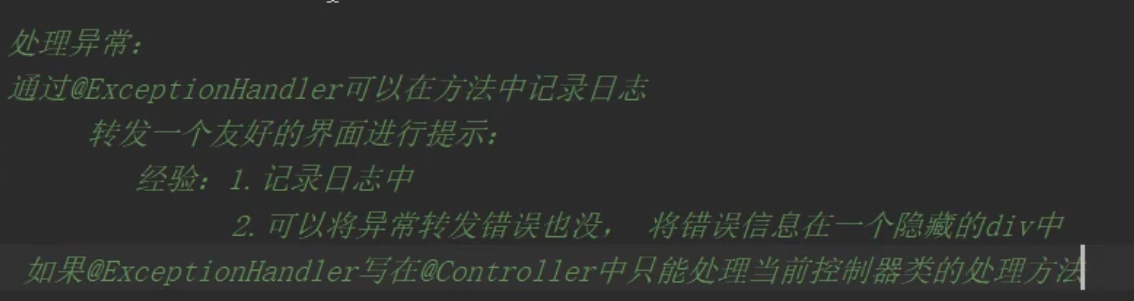 处理异常：
通过@ExceptionHandler可以在方法中记录日志
转发一个友好的界面进行提示：
经验：1.记录日志中
2.可以将异常转发错误也没， 将错误信息在一个隐藏的div中
如果@ExceptionHandler写在@Controller中只能处理当前控制器类的处理方法